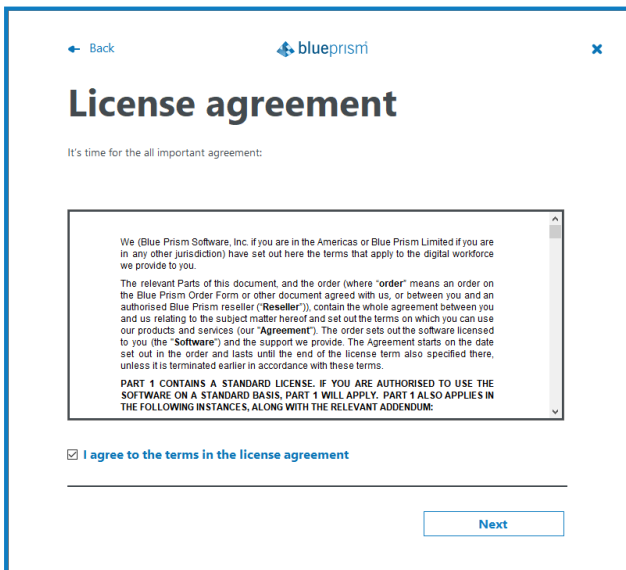 Back
blueprism
License agreement
It's time for the all important agreement:
We (Blue Prism Software, Inc. if you are in the Americas or Blue Prism Limited if you are
in any other jurisdiction) have set out here the terms that apply to the digital workforce
we provide to you.
The relevant Parts of this document, and the order (where "order" means an order on
the Blue Prism Order Form or other document agreed with us, or between you and an
authorised Blue Prism reseller ("Reseller")), contain the whole agreement between you
and us relating to the subject matter hereof and set out the terms on which you can use
our products and services (our "Agreement"). The order sets out the software licensed
to you (the "Software") and the support we provide. The Agreement starts on the date
set out in the order and lasts until the end of the license term also specified there,
unless it is terminated earlier in accordance with these terms.
PART 1 CONTAINS A STANDARD LICENSE. IF YOU ARE AUTHORISED TO USE THE
SOFTWARE ON A STANDARD BASIS, PART 1 WILL APPLY. PART 1 ALSO APPLIES IN
THE FOLLOWING INSTANCES, ALONG WITH THE RELEVANT ADDENDUM:
I agree to the terms in the license agreement
Next